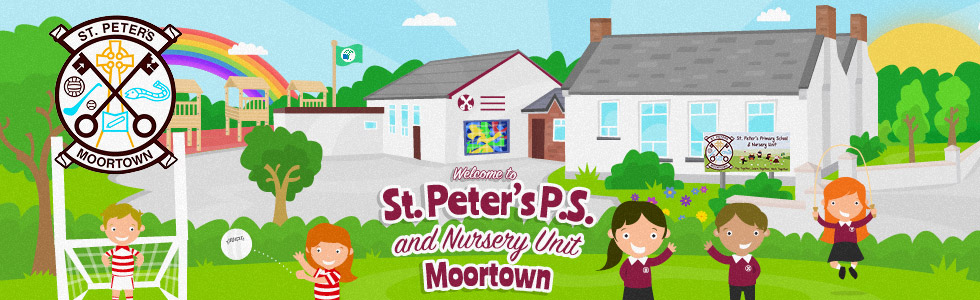 ST. PETER'S
MOORTOWN
Welcome to
St. Peter's P.S.
and Nursery Unit
Moortown
St. Peter's Primary School
& Nursery Unit